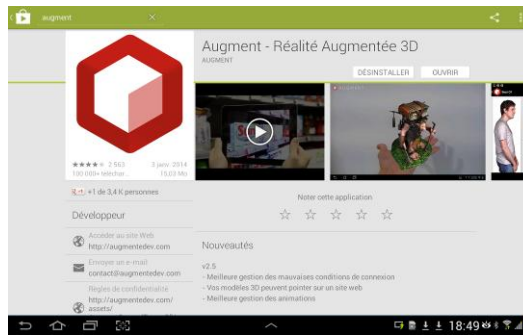 augment
Augment - Réalité Augmentée 3D
AUGMENT
DÉSINSTALLER OUVRIR
2 563 3 janv. 2014
100 000+ téléchar... 15,03 Mo
+1 de 3,4 K personnes
Noter cette application
Développeur
Accéder au site Web
http://augmentedev.com
Envoyer un e-mail
contact@augmentedev.com
Règles de confidentialité
http://augmentedev.com/
assets/
Nouveautés
v2.5
- Meilleure gestion des mauvaises conditions de connexion
- Vos modèles 3D peuvent pointer sur un site web
- Meilleure gestion des animations
18:49